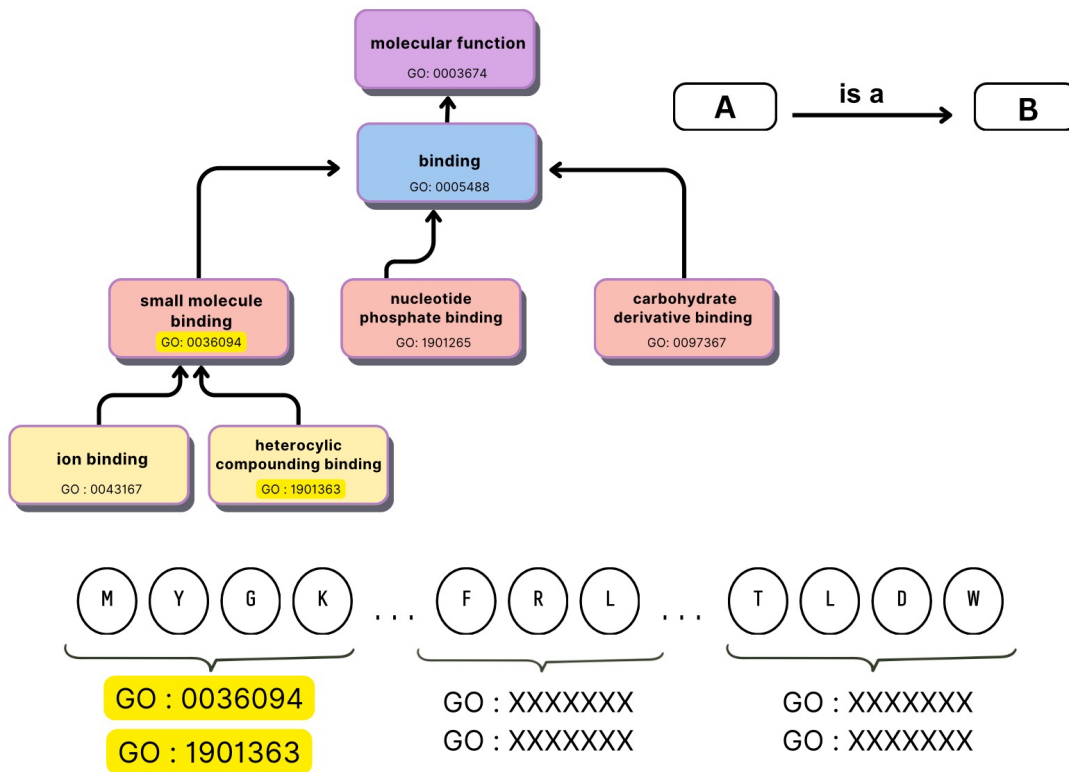 molecular function
GO: 0003674
A
is a
B
binding
GO: 0005488
small molecule
binding
GO: 0036094
nucleotide
phosphate binding
GO: 1901265
carbohydrate
derivative binding
GO: 0097367
ion binding
GO : 0043167
heterocylic
compounding binding
GO : 1901363
M Y G K ... F R L ... T L D W
GO : 0036094
GO : 1901363
GO : XXXXXXX
GO : XXXXXXX
GO : XXXXXXX
GO : XXXXXXX